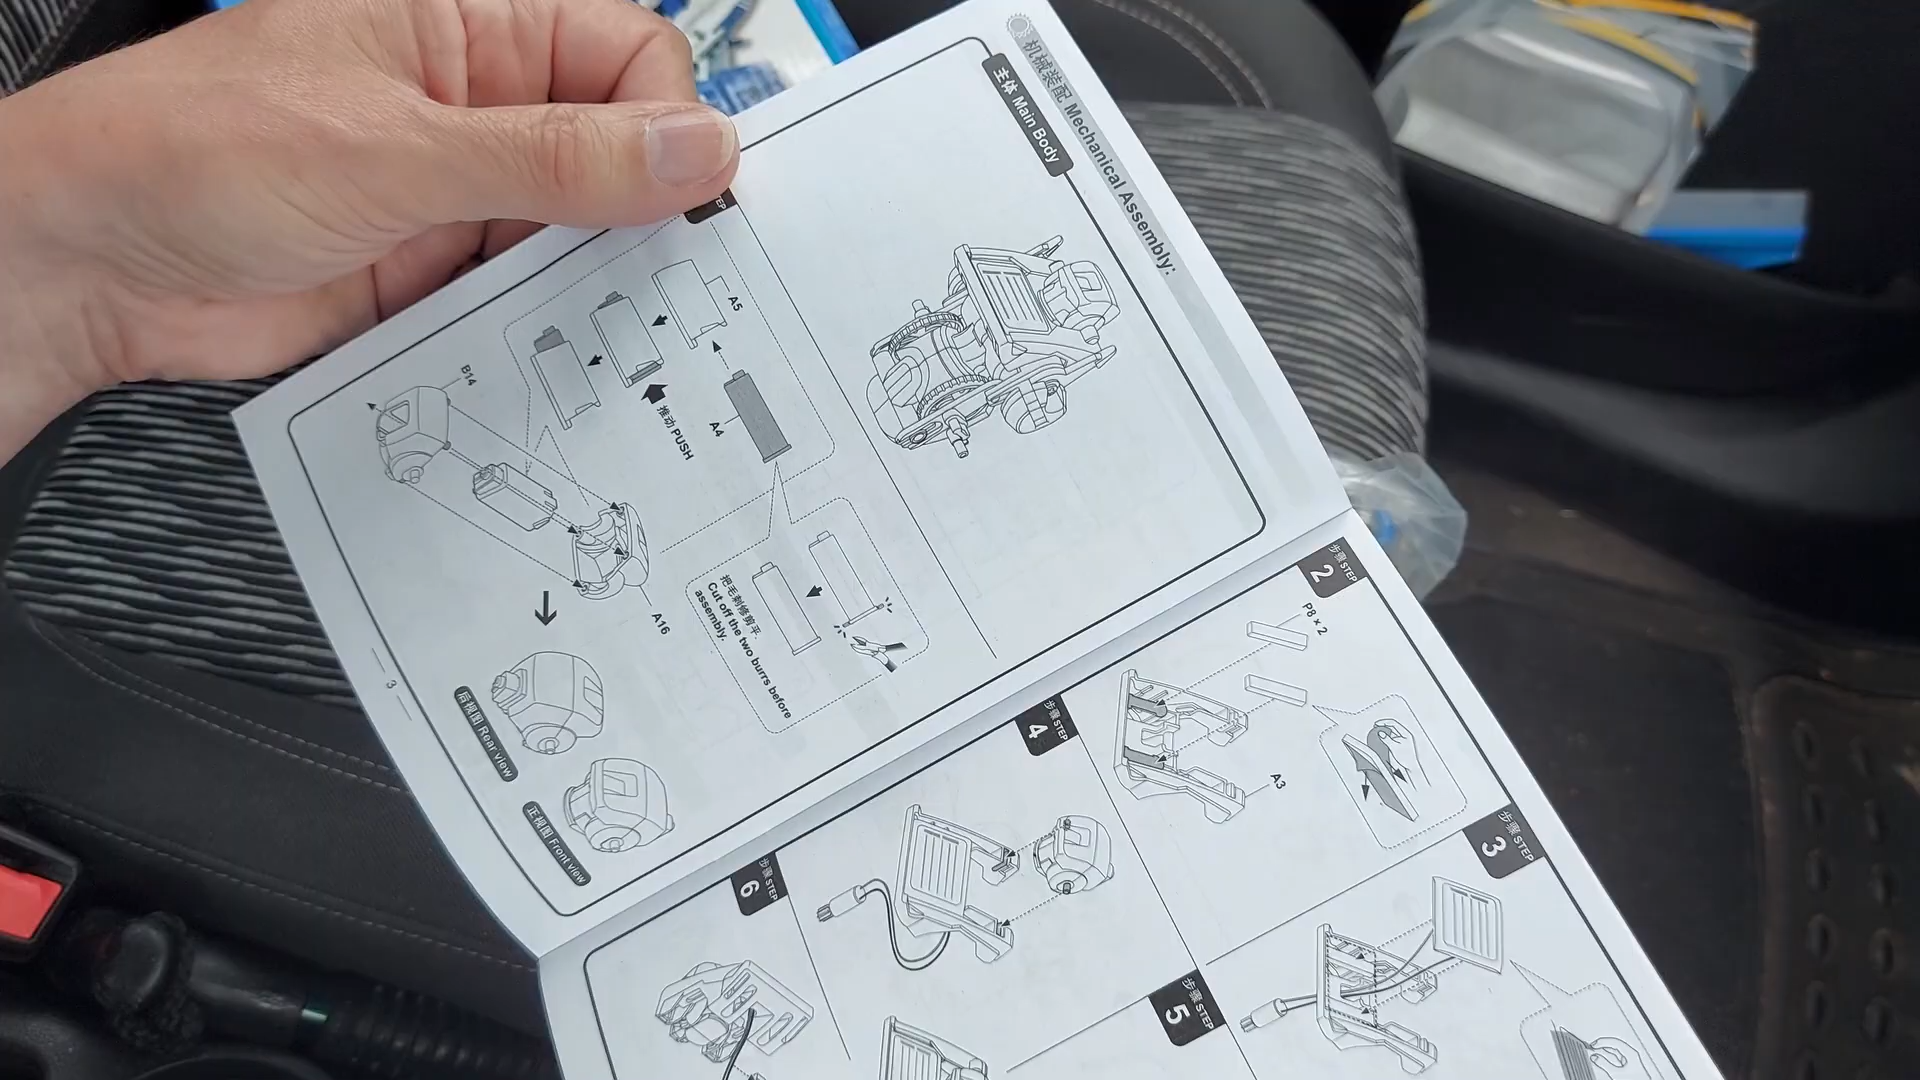 机械装配 Mechanical Assembly:
主体 Main Body
STEP
A5
A4
推动 PUSH
B14
A16
把毛刺修剪平
Cut off the two burrs before
assembly.
后视图 Rear view
正视图 Front view
3
步骤 STEP
2
P8 × 2
A3
步骤 STEP
3
步骤 STEP
4
步骤 STEP
5
步骤 STEP
6